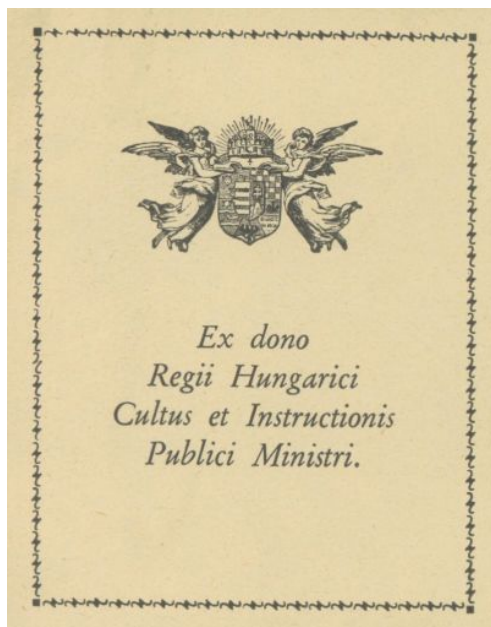 Ex dono
Regii Hungarici
Cultus et Instructionis
Publici Ministri.